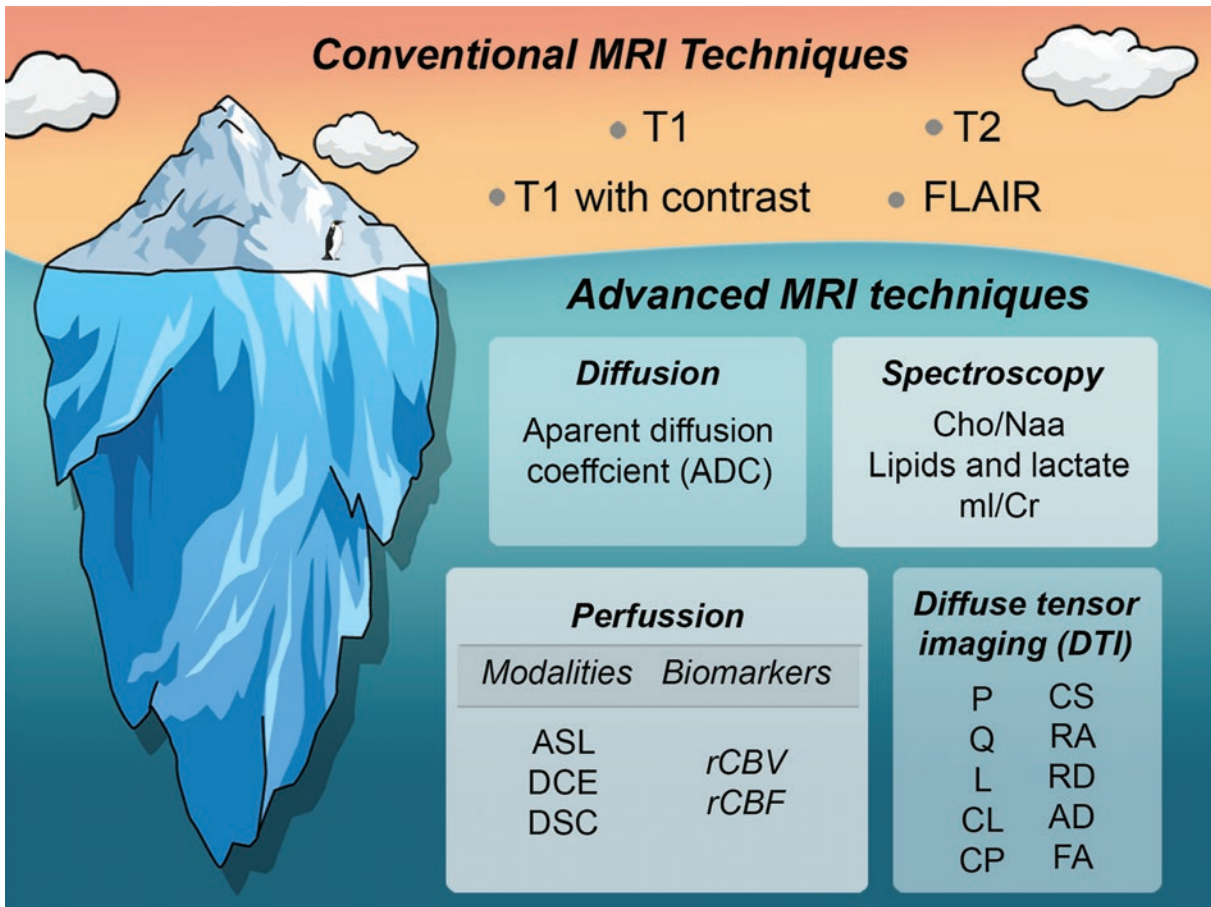 Conventional MRI Techniques
T1
T2
T1 with contrast
FLAIR
Advanced MRI techniques
Diffusion
Aparent diffusion
coeffcient (ADC)
Spectroscopy
Cho/Naa
Lipids and lactate
ml/Cr
Perfussion
Modalities Biomarkers
ASL
DCE
DSC
rCBV
rCBF
Diffuse tensor
imaging (DTI)
P CS
Q RA
L RD
CL AD
CP FA